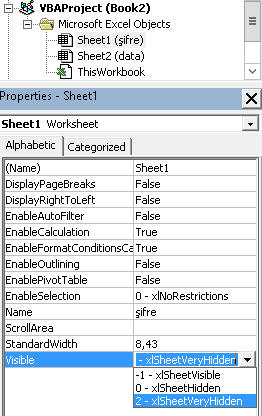 VBAProject (Book2)
Microsoft Excel Objects
Sheet1 (şifre)
Sheet2 (data)
ThisWorkbook
Properties - Sheet1
Sheet1 Worksheet
Alphabetic Categorized
(Name) Sheet1
DisplayPageBreaks False
DisplayRightToLeft False
EnableAutoFilter False
EnableCalculation True
EnableFormatConditionsCa True
EnableOutlining False
EnablePivotTable False
EnableSelection 0 - xlNoRestrictions
Name şifre
ScrollArea
StandardWidth 8,43
Visible - xlSheetVeryHidden
-1 - xlSheetVisible
0 - xlSheetHidden
2 - xlSheetVeryHidden